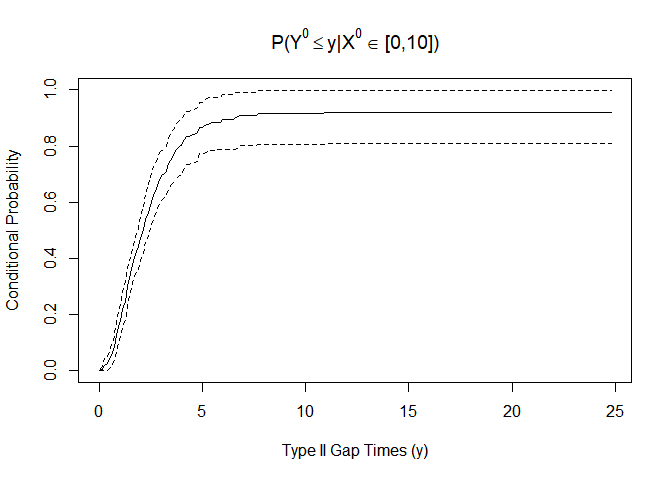 P(Y⁰ ≤ y|X⁰ ∈ [0,10])
Conditional Probability
1.0
0.8
0.6
0.4
0.2
0.0
0 5 10 15 20 25
Type II Gap Times (y)